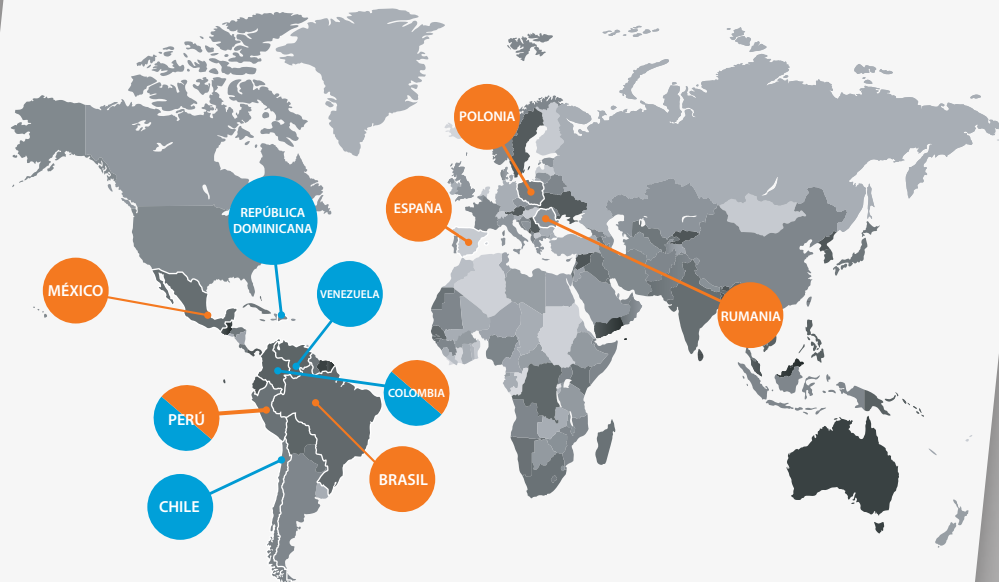 POLONIA
ESPAÑA
REPÚBLICA
DOMINICANA
MÉXICO
VENEZUELA
RUMANIA
COLOMBIA
PERÚ
BRASIL
CHILE